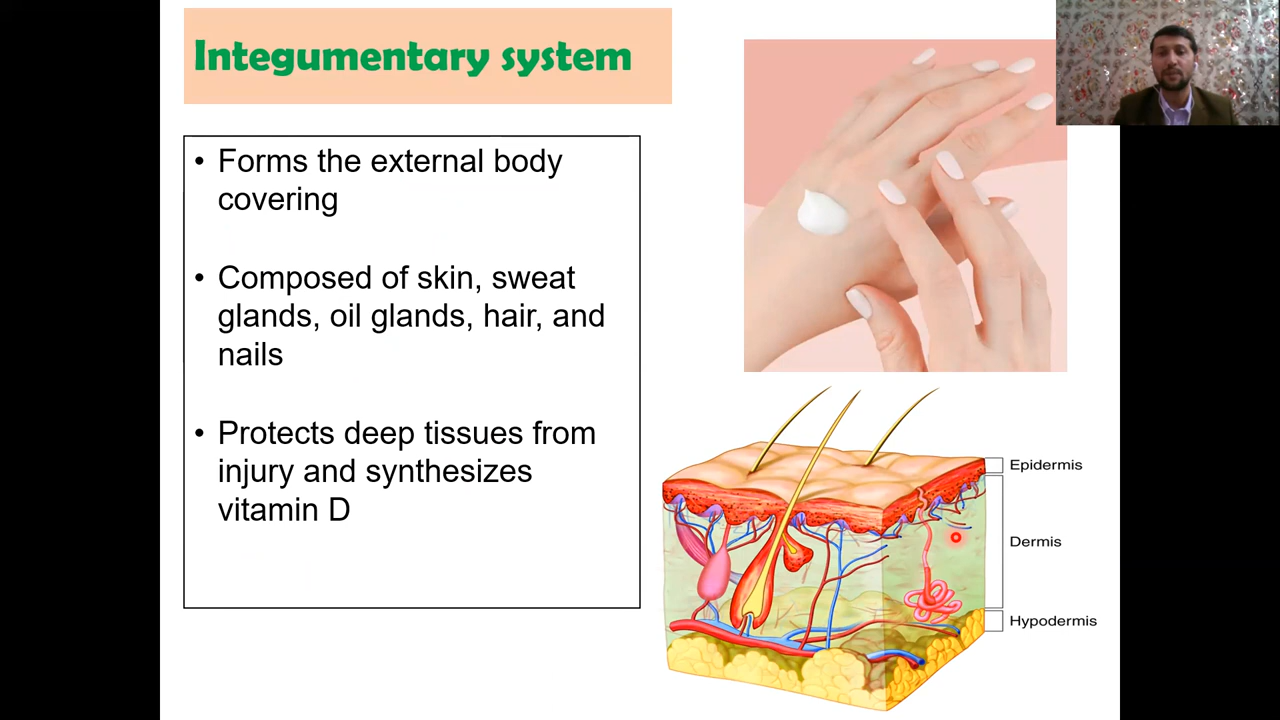 Integumentary system
• Forms the external body
covering
• Composed of skin, sweat
glands, oil glands, hair, and
nails
• Protects deep tissues from
injury and synthesizes
vitamin D
Epidermis
Dermis
Hypodermis